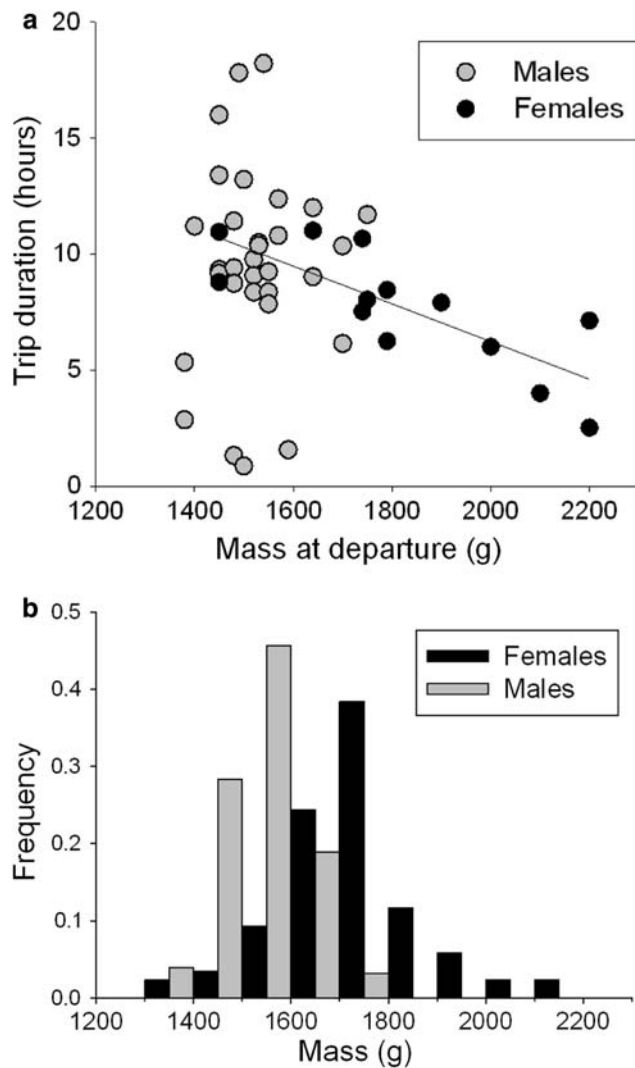 a
20
15
10
5
0
Trip duration (hours)
Males
Females
1200 1400 1600 1800 2000 2200
Mass at departure (g)
b
0.5
0.4
0.3
0.2
0.1
0.0
Frequency
Females
Males
1200 1400 1600 1800 2000 2200
Mass (g)